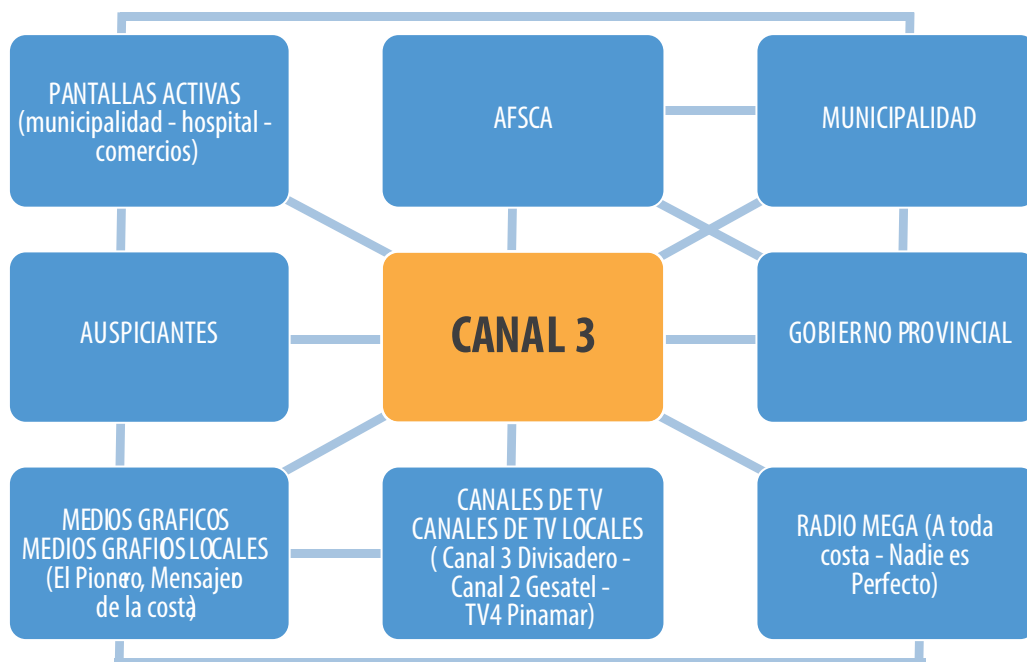 PANTALLAS ACTIVAS
(municipalidad - hospital -
comercios)
AFSCA
MUNICIPALIDAD
AUSPICIANTES
CANAL 3
GOBIERNO PROVINCIAL
MEDIOS GRAFICOS
MEDIOS GRAFIOS LOCALES
(El Pionero, Mensajero
de la costa)
CANALES DE TV
CANALES DE TV LOCALES
( Canal 3 Divisadero -
Canal 2 Gesatel -
TV4 Pinamar)
RADIO MEGA (A toda
costa - Nadie es
Perfecto)